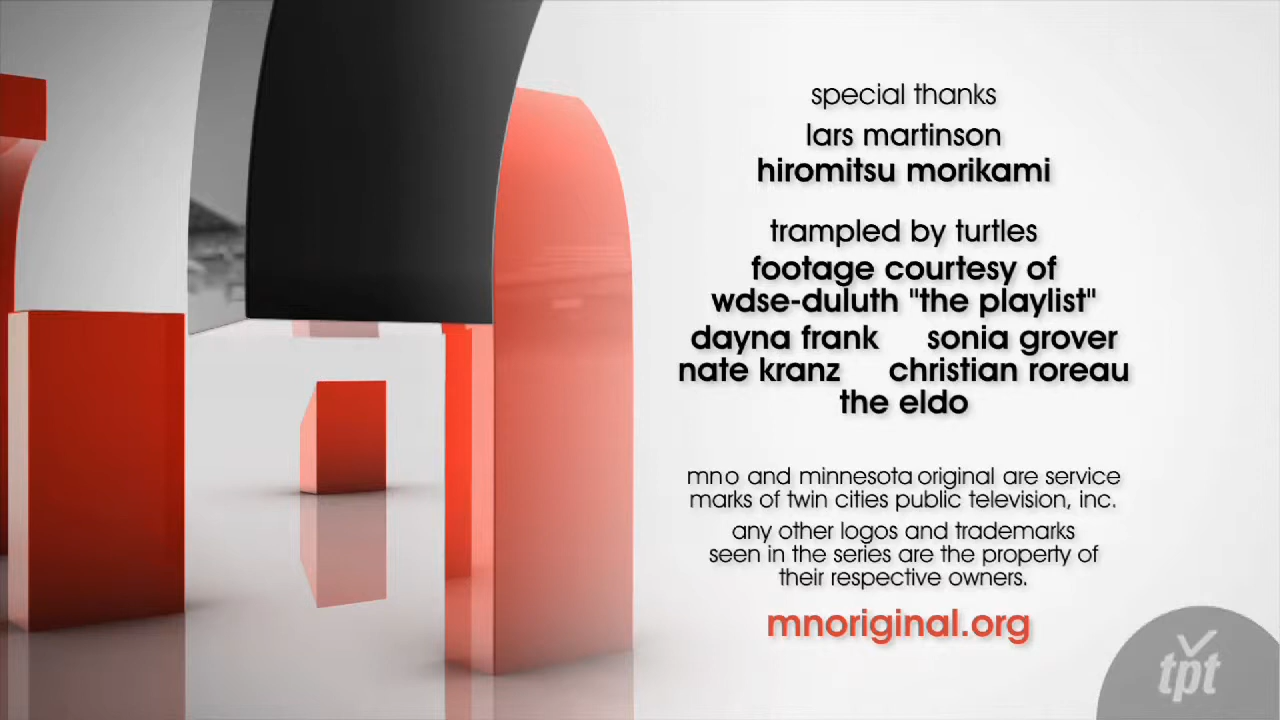 special thanks
lars martinson
hiromitsu morikami
trampled by turtles
footage courtesy of
wdse-duluth "the playlist"
dayna frank sonia grover
nate kranz christian roreau
the eldo
mno and minnesota original are service
marks of twin cities public television, inc.
any other logos and trademarks
seen in the series are the property of
their respective owners.
mnoriginal.org
tpt